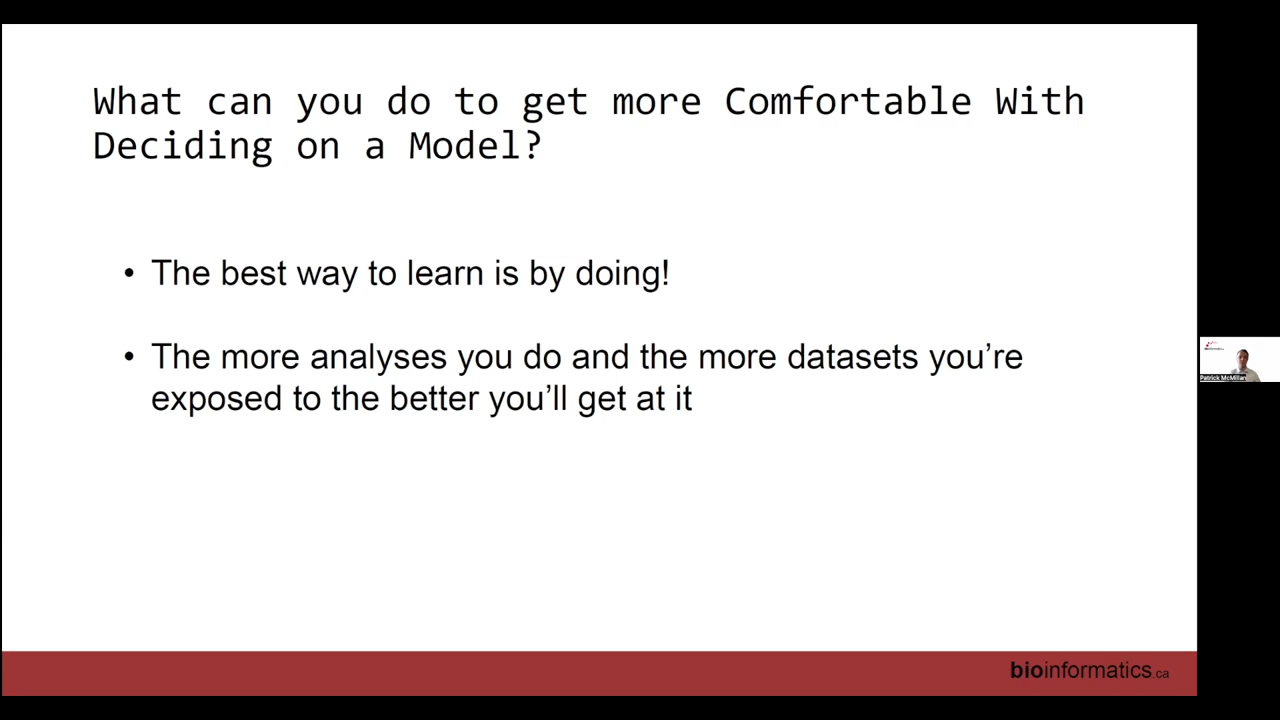 What can you do to get more Comfortable With
Deciding on a Model?
• The best way to learn is by doing!
• The more analyses you do and the more datasets you’re
exposed to the better you’ll get at it
Patrick McMillan
bioinformatics.ca